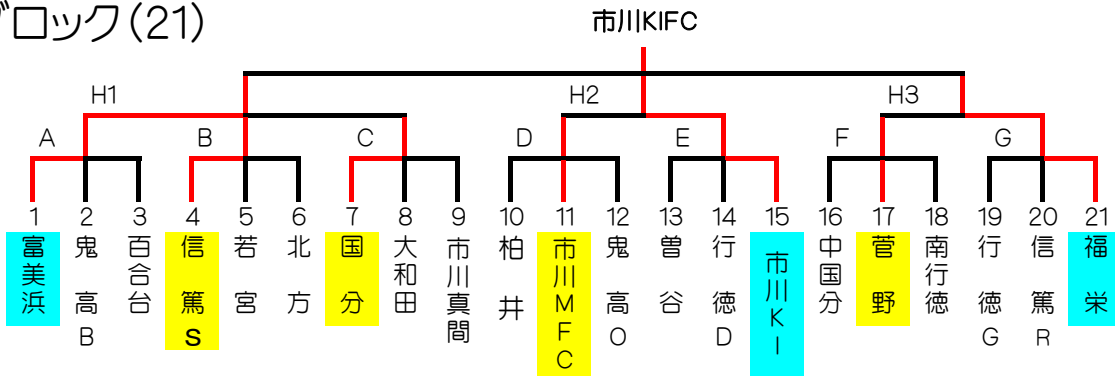 ブロック(21)
市川KIFC
H1
H2
H3
A
B
C
D
E
F
G
1
2
3
4
5
6
7
8
9
10
11
12
13
14
15
16
17
18
19
20
21
富美浜
鬼高B
百合台
信篤S
若宮
北方
国分
大和田
市川真間
柏井
市川MFC
鬼高O
曽谷
行徳D
市川KI
中国分
菅野
南行徳
行徳G
信篤R
福栄